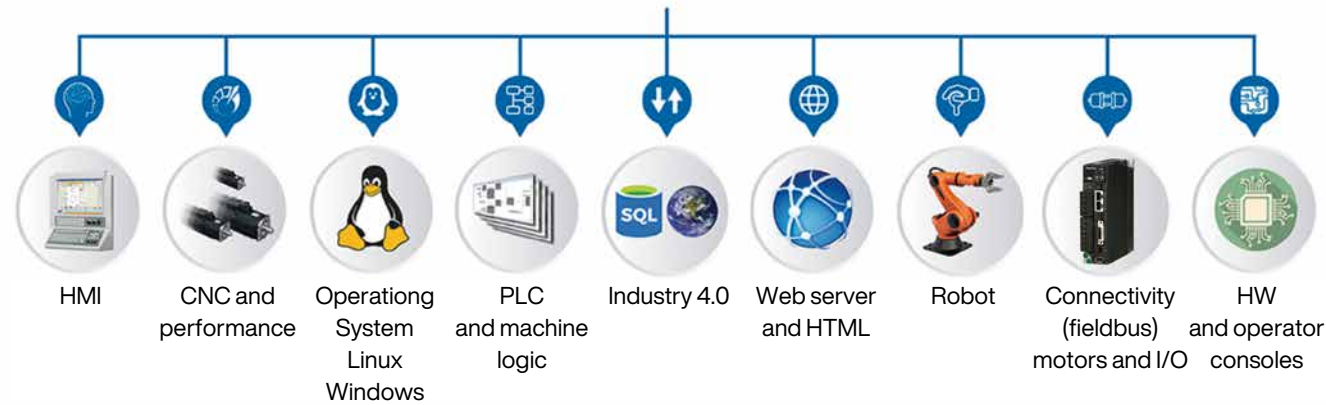 SQL
HMI
CNC and
performance
Operationg
System
Linux
Windows
PLC
and machine
logic
Industry 4.0
Web server
and HTML
Robot
Connectivity
(fieldbus)
motors and I/O
HW
and operator
consoles